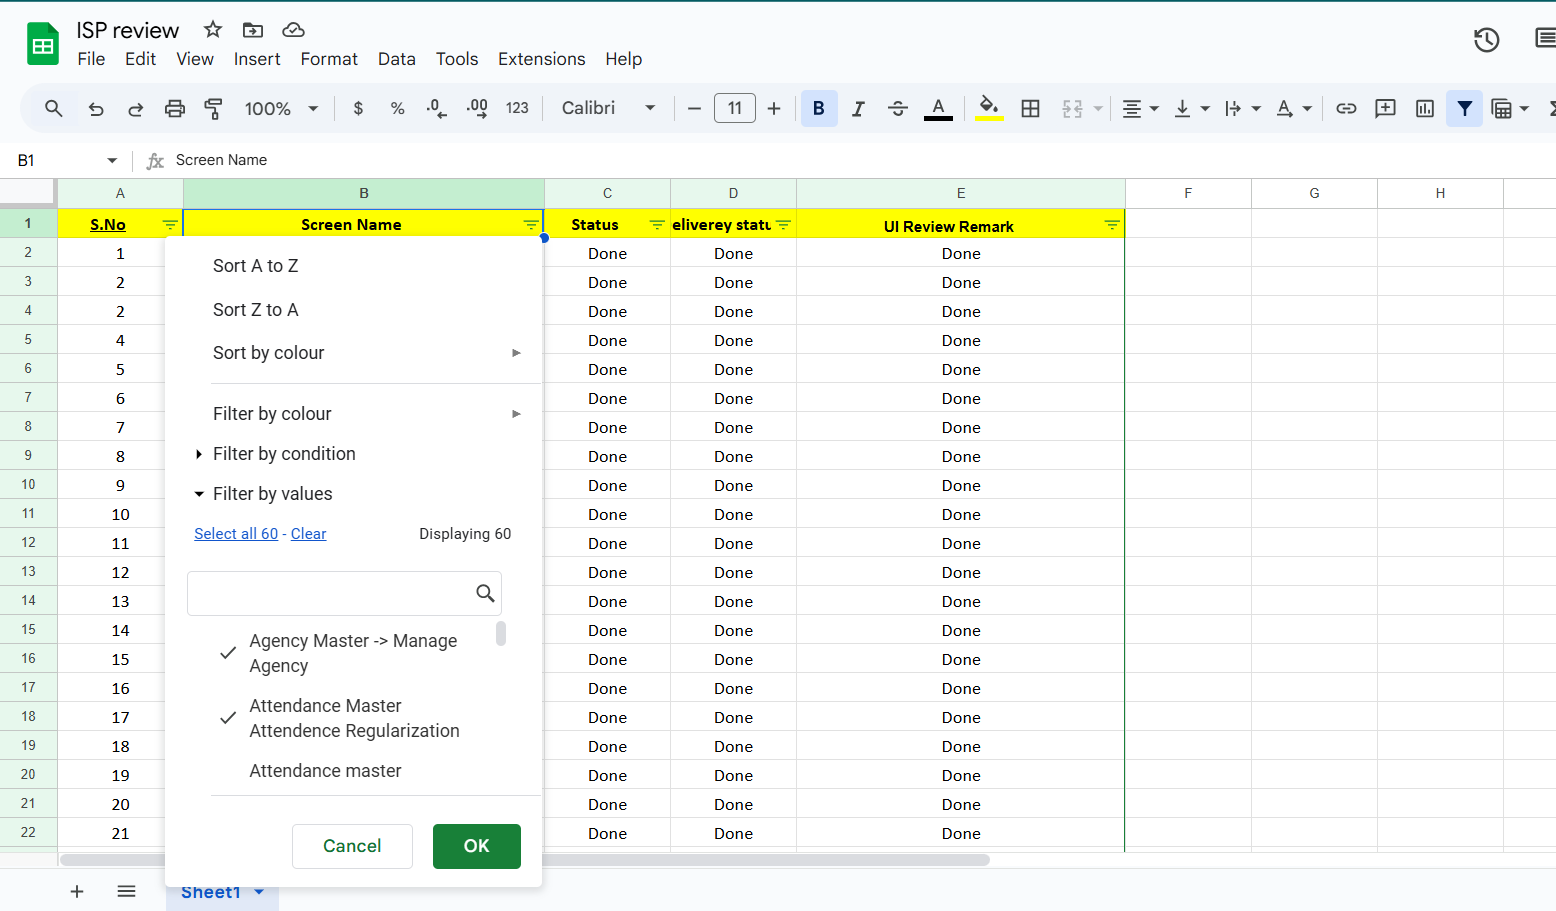 ISP review
File Edit View Insert Format Data Tools Extensions Help
100% $ % .0 .00 123 Calibri 11 B I A A
B1 fx Screen Name
A B C D E F G H
1 S.No Screen Name Status eliverey statu UI Review Remark
2 1 Done Done Done
3 2 Done Done Done
4 2 Done Done Done
5 4 Done Done Done
6 5 Done Done Done
7 6 Done Done Done
8 7 Done Done Done
9 8 Done Done Done
10 9 Done Done Done
11 10 Done Done Done
12 11 Done Done Done
13 12 Done Done Done
14 13 Done Done Done
15 14 Done Done Done
16 15 Done Done Done
17 16 Done Done Done
18 17 Done Done Done
19 18 Done Done Done
20 19 Done Done Done
21 20 Done Done Done
22 21 Done Done Done
Sort A to Z
Sort Z to A
Sort by colour
Filter by colour
Filter by condition
Filter by values
Select all 60 - Clear Displaying 60
Agency Master -> Manage
Agency
Attendance Master
Attendence Regularization
Attendance master
Cancel OK
Sheet1